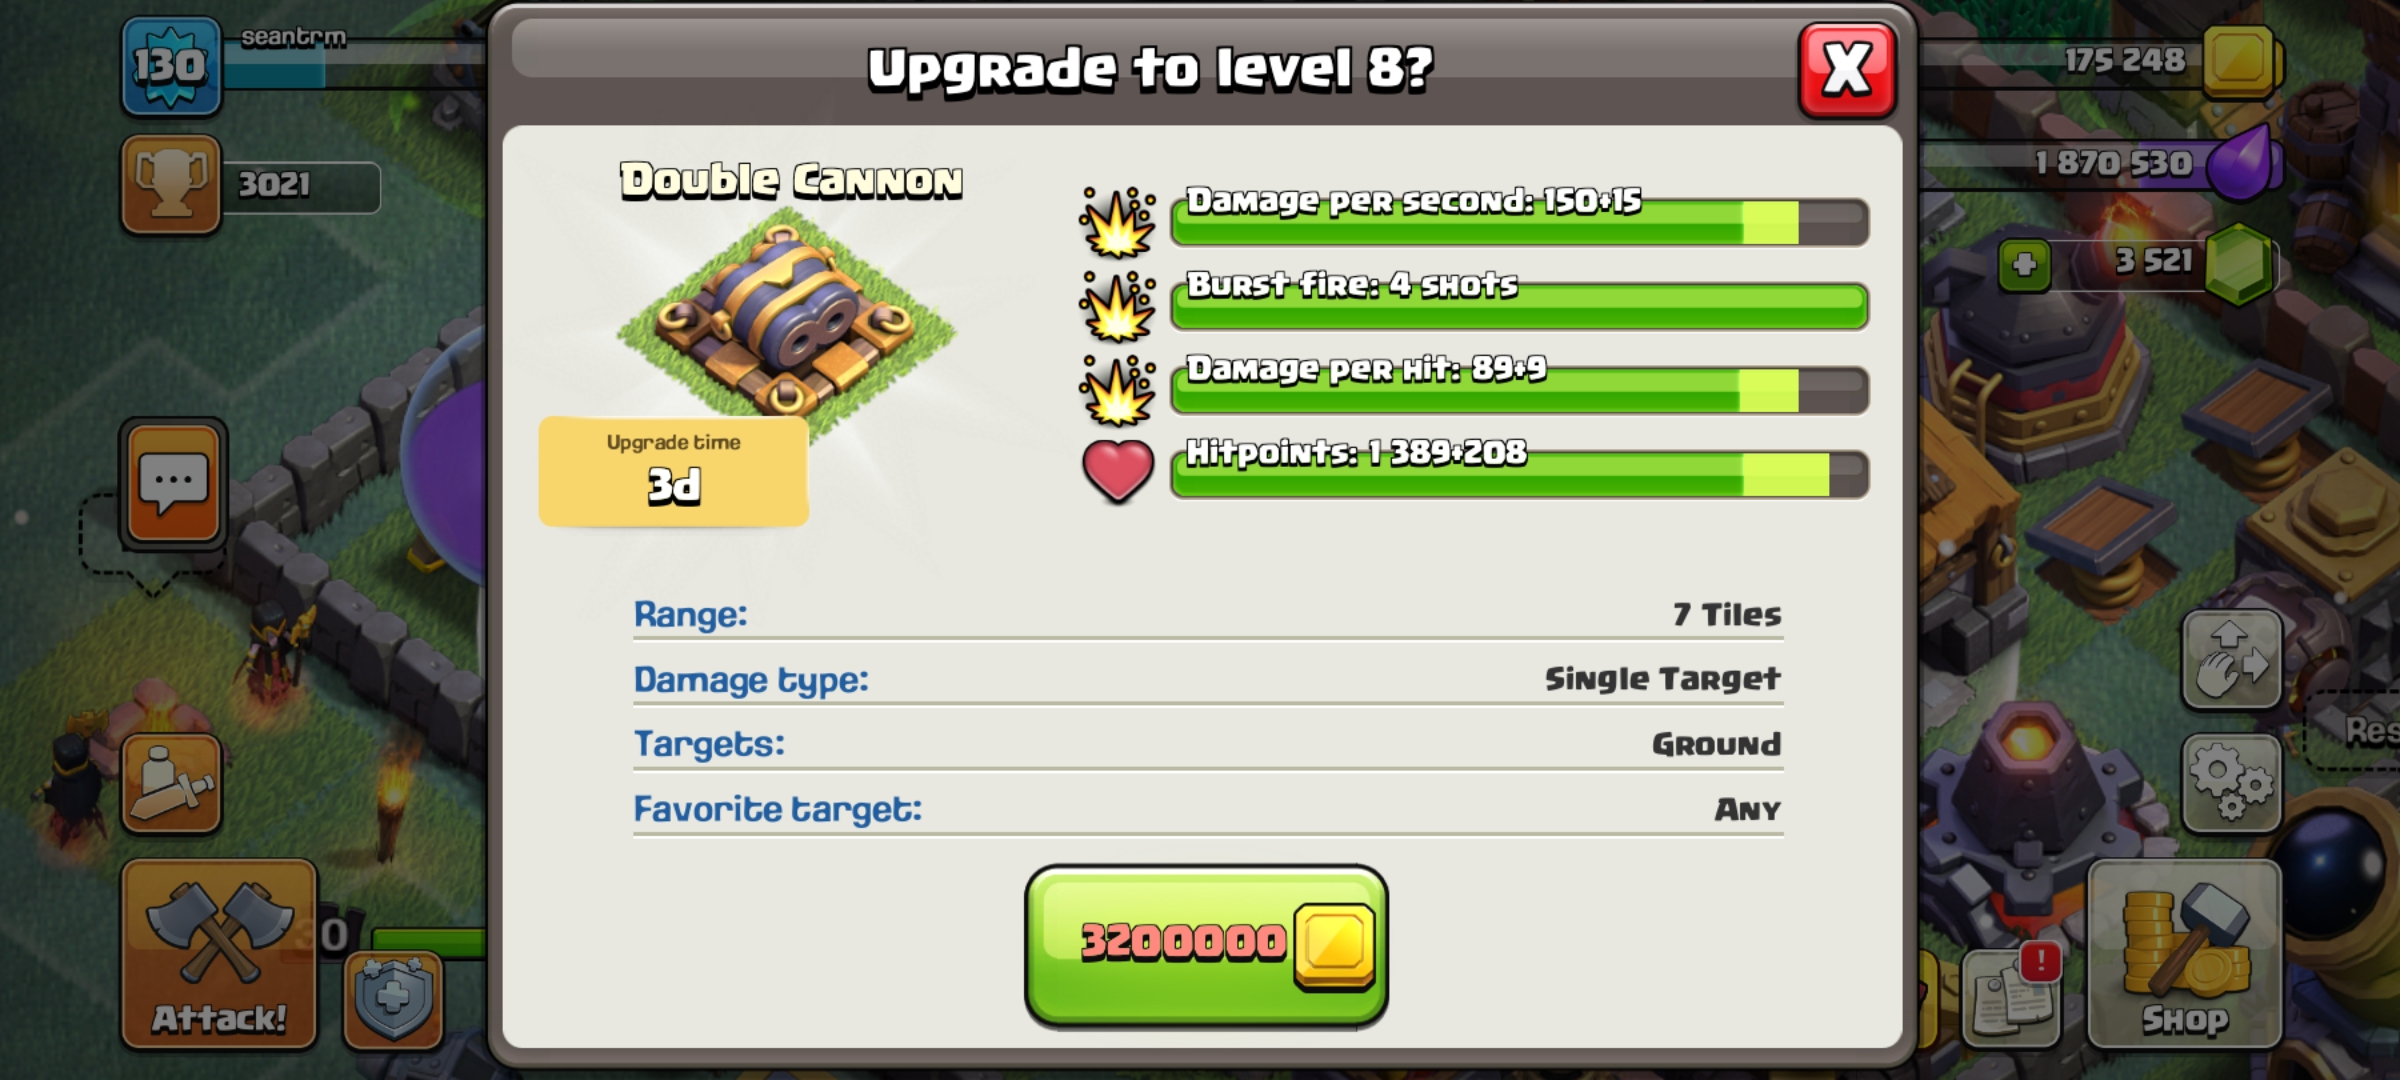 130
seantrm
3021
Upgrade to level 8?
X
175 248
1 870 530
3 521
Double Cannon
Upgrade time
3d
Damage per second: 150+15
Burst fire: 4 shots
Damage per hit: 89+9
Hitpoints: 1 389+208
Range: 7 Tiles
Damage type: Single Target
Targets: Ground
Favorite target: Any
3200000
Attack!
!
Shop